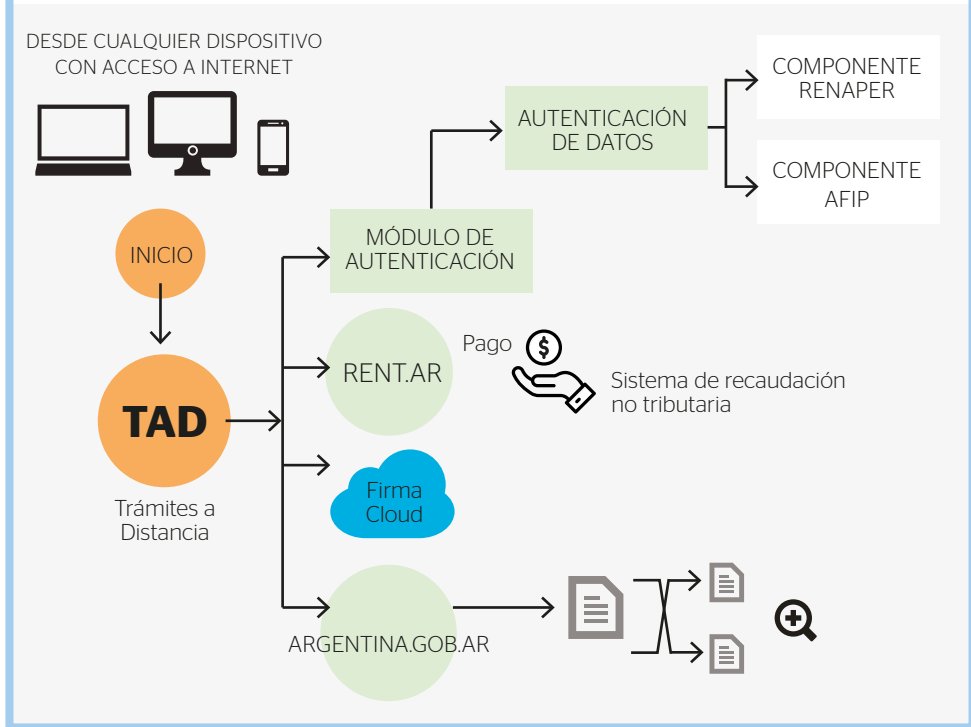 DESDE CUALQUIER DISPOSITIVO
CON ACCESO A INTERNET
COMPONENTE
RENAPER
AUTENTICACIÓN
DE DATOS
COMPONENTE
AFIP
MÓDULO DE
AUTENTICACIÓN
INICIO
RENT.AR
Pago
$
Sistema de recaudación
no tributaria
TAD
Trámites a
Distancia
Firma
Cloud
ARGENTINA.GOB.AR